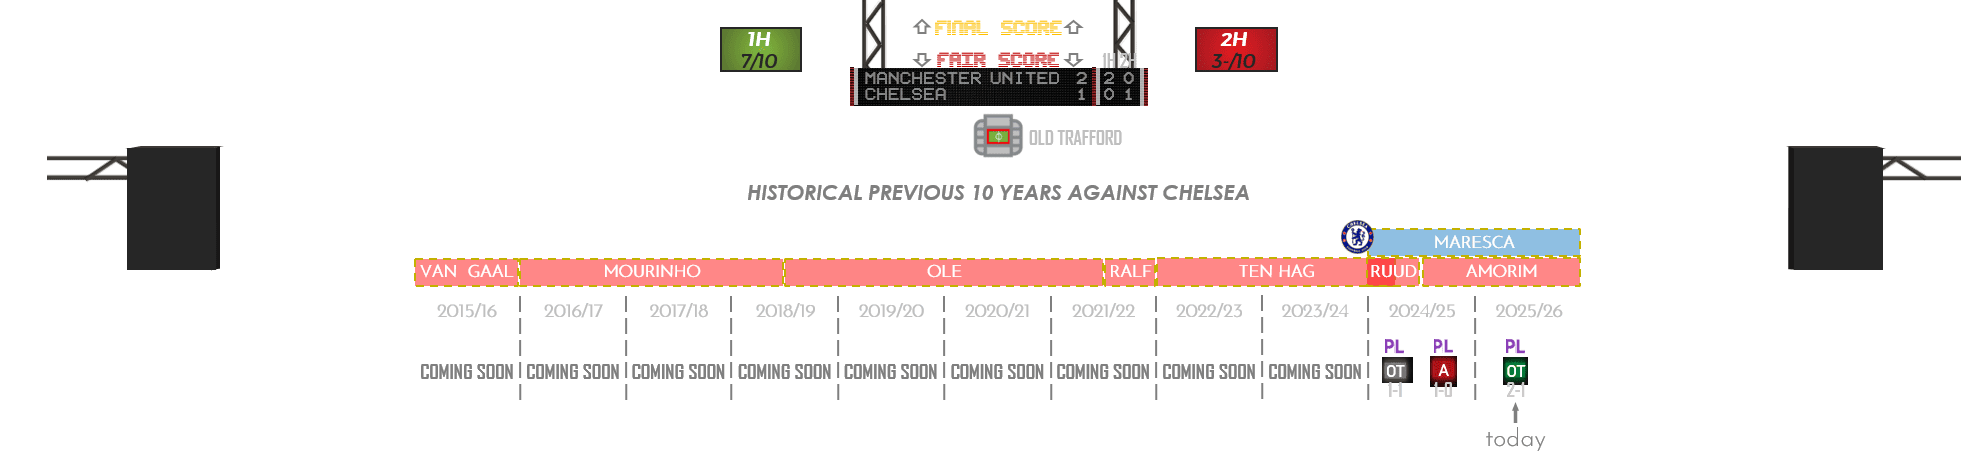 FINAL SCORE
1H
7/10
2H
3-/10
FAIR SCORE
1H 2H
MANCHESTER UNITED 2 2 0
CHELSEA 1 0 1
OLD TRAFFORD
HISTORICAL PREVIOUS 10 YEARS AGAINST CHELSEA
MARESCA
VAN GAAL MOURINHO OLE RALF TEN HAG RUUD AMORIM
2015/16 2016/17 2017/18 2018/19 2019/20 2020/21 2021/22 2022/23 2023/24 2024/25 2025/26
PL PL PL
COMING SOON COMING SOON COMING SOON COMING SOON COMING SOON COMING SOON COMING SOON COMING SOON COMING SOON OT A OT
1-1 1-0 2-1
today